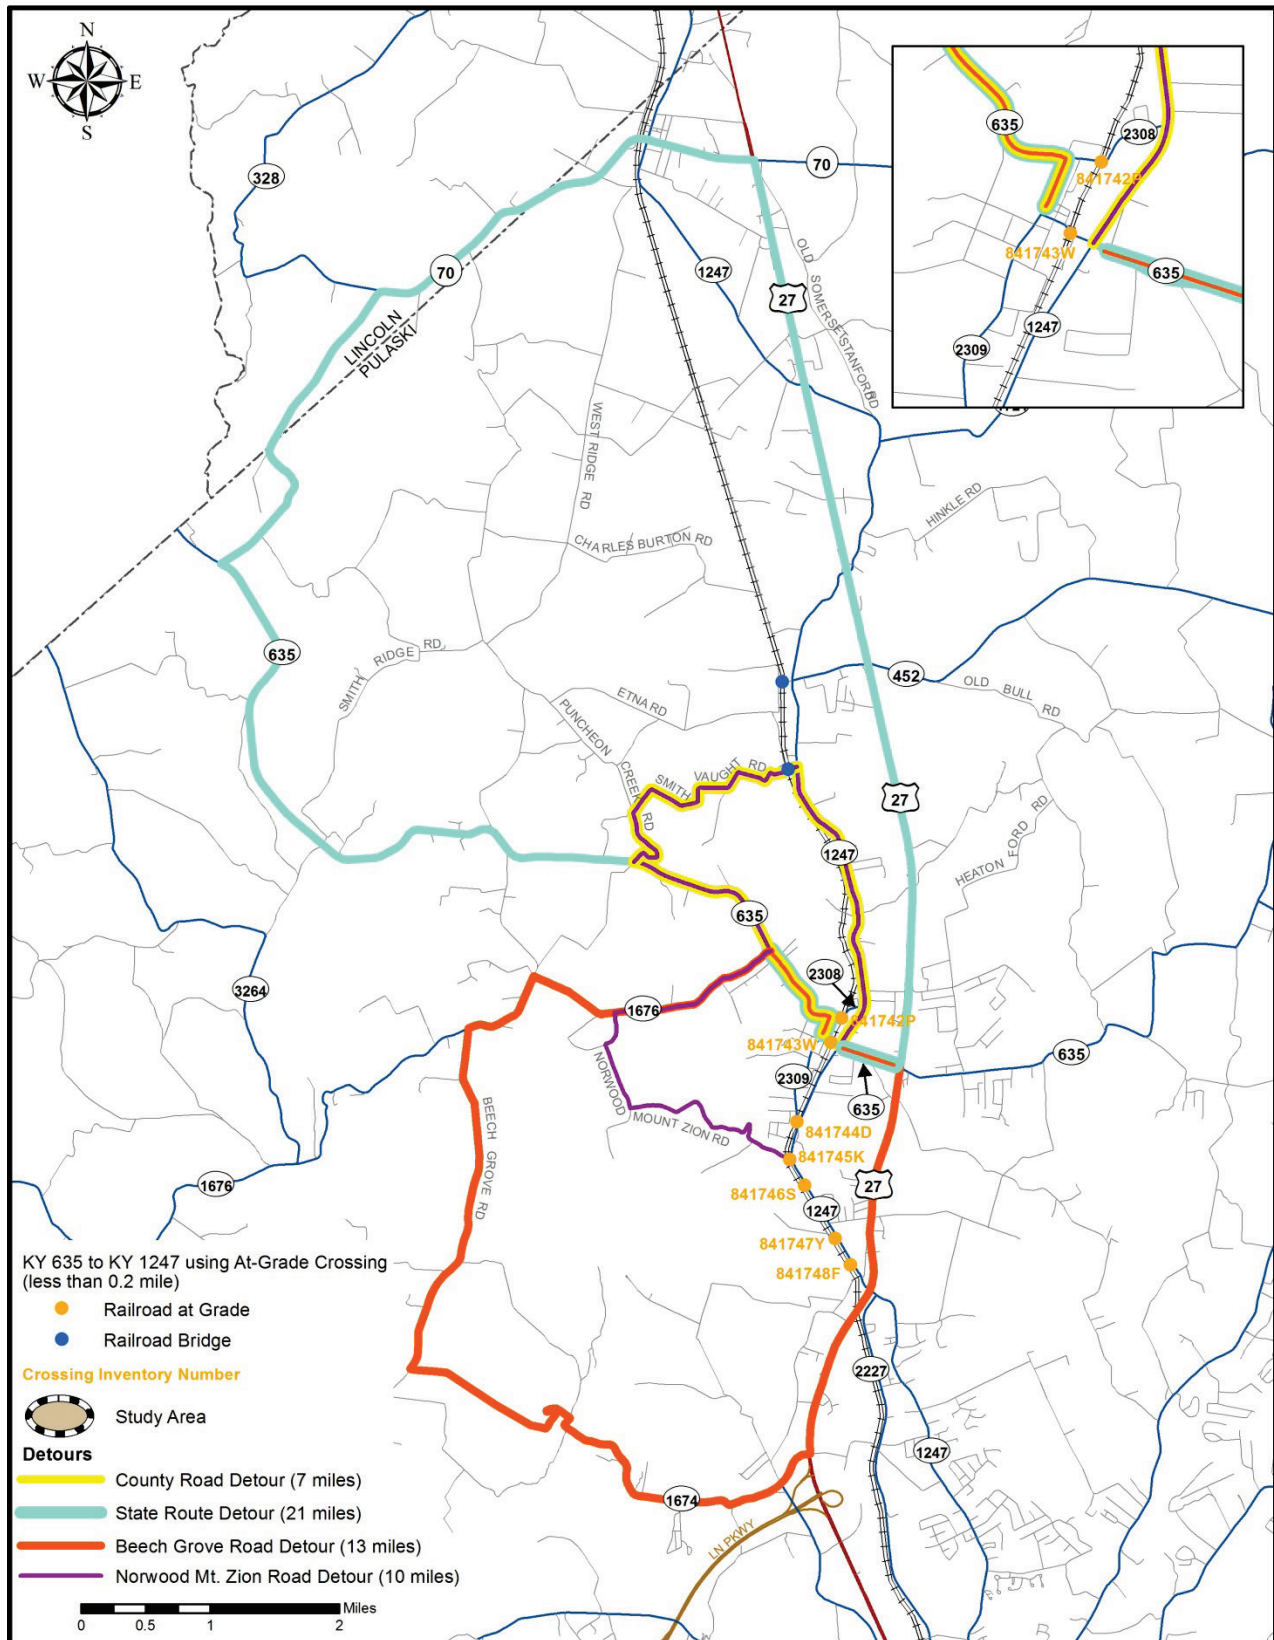 N
W
E
S
328
70
70
1247
27
OLD
SOMERSETSTANFORD
RD
LINCOLN
PULASKI
WEST RIDGE RD
HINKLE RD
CHARLES BURTON RD
635
SMITH RIDGE RD
452
OLD BULL RD
ETNA RD
PUNCHEON CREEK RD
SMITH VAUGHT RD
27
HEATON FORD RD
1247
635
2308
841742P
841743W
3264
1676
635
NORWOOD MOUNT ZION RD
2309
635
BEECH GROVE RD
841744D
841745K
1676
841746S
27
1247
841747Y
841748F
2227
1247
1674
LN PKWY
635
2308
841743W
635
2309
1247
KY 635 to KY 1247 using At-Grade Crossing
(less than 0.2 mile)
Railroad at Grade
Railroad Bridge
Crossing Inventory Number
Study Area
Detours
County Road Detour (7 miles)
State Route Detour (21 miles)
Beech Grove Road Detour (13 miles)
Norwood Mt. Zion Road Detour (10 miles)
Miles
0 0.5 1 2